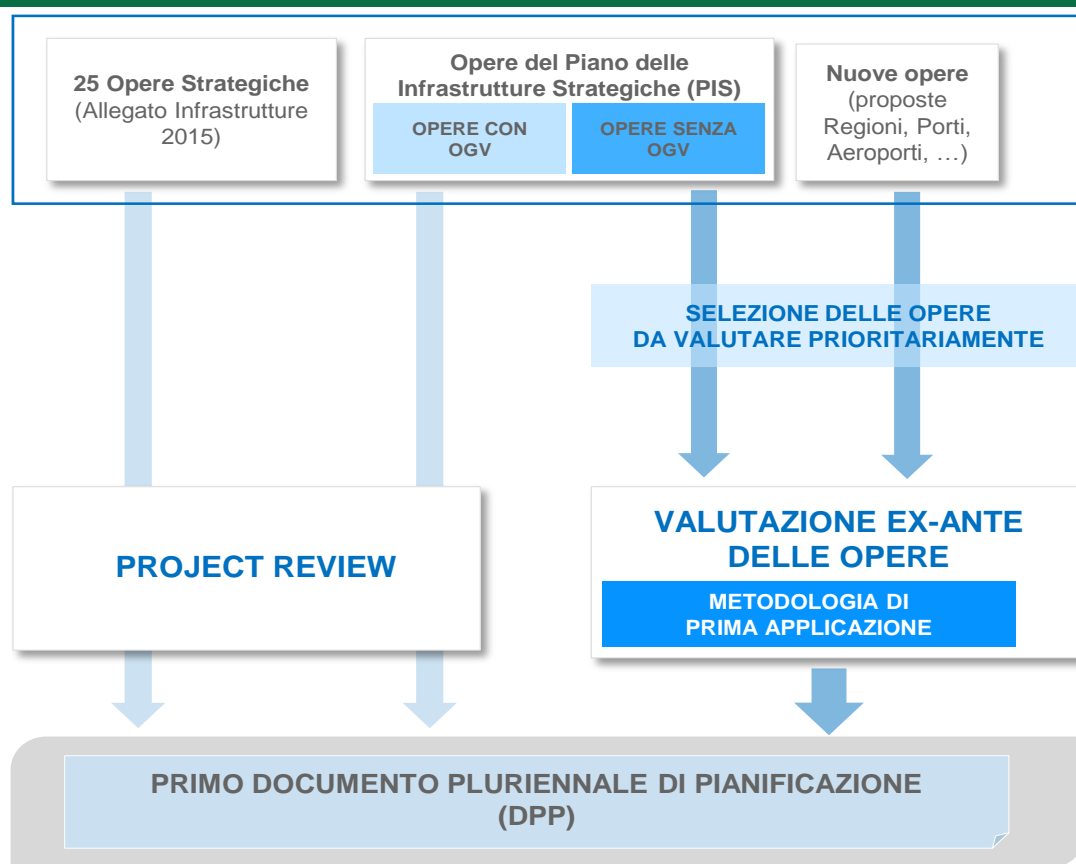 25 Opere Strategiche
(Allegato Infrastrutture
2015)
Opere del Piano delle
Infrastrutture Strategiche (PIS)
OPERE CON
OGV
OPERE SENZA
OGV
Nuove opere
(proposte
Regioni, Porti,
Aeroporti, …)
SELEZIONE DELLE OPERE
DA VALUTARE PRIORITARIAMENTE
PROJECT REVIEW
VALUTAZIONE EX-ANTE
DELLE OPERE
METODOLOGIA DI
PRIMA APPLICAZIONE
PRIMO DOCUMENTO PLURIENNALE DI PIANIFICAZIONE
(DPP)